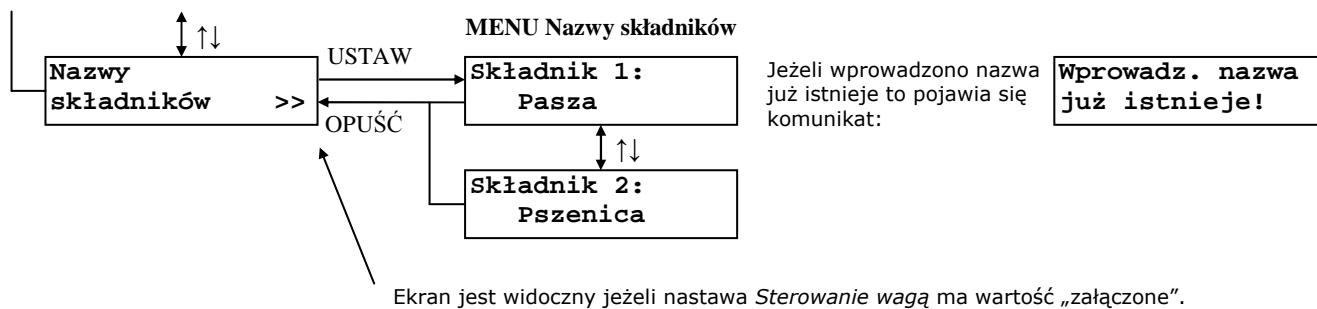 MENU Nazwy składników
↑↓
USTAW
Nazwy
składników >>
OPUŚĆ
Składnik 1:
Pasza
↑↓
Składnik 2:
Pszenica
Jeżeli wprowadzono nazwa
już istnieje to pojawia się
komunikat:
Wprowadz. nazwa
już istnieje!
Ekran jest widoczny jeżeli nastawa Sterowanie wagą ma wartość „załączone”.